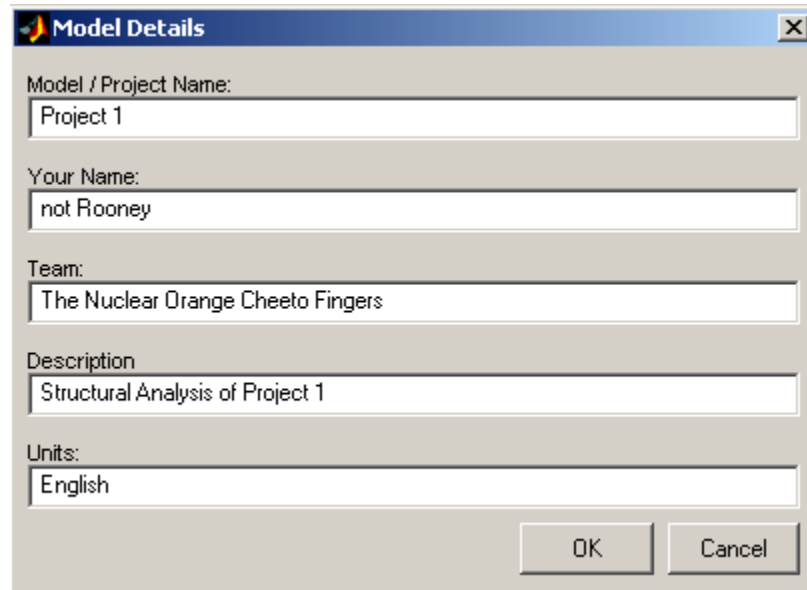 Model Details
Model / Project Name:
Project 1
Your Name:
not Rooney
Team:
The Nuclear Orange Cheeto Fingers
Description
Structural Analysis of Project 1
Units:
English
OK Cancel